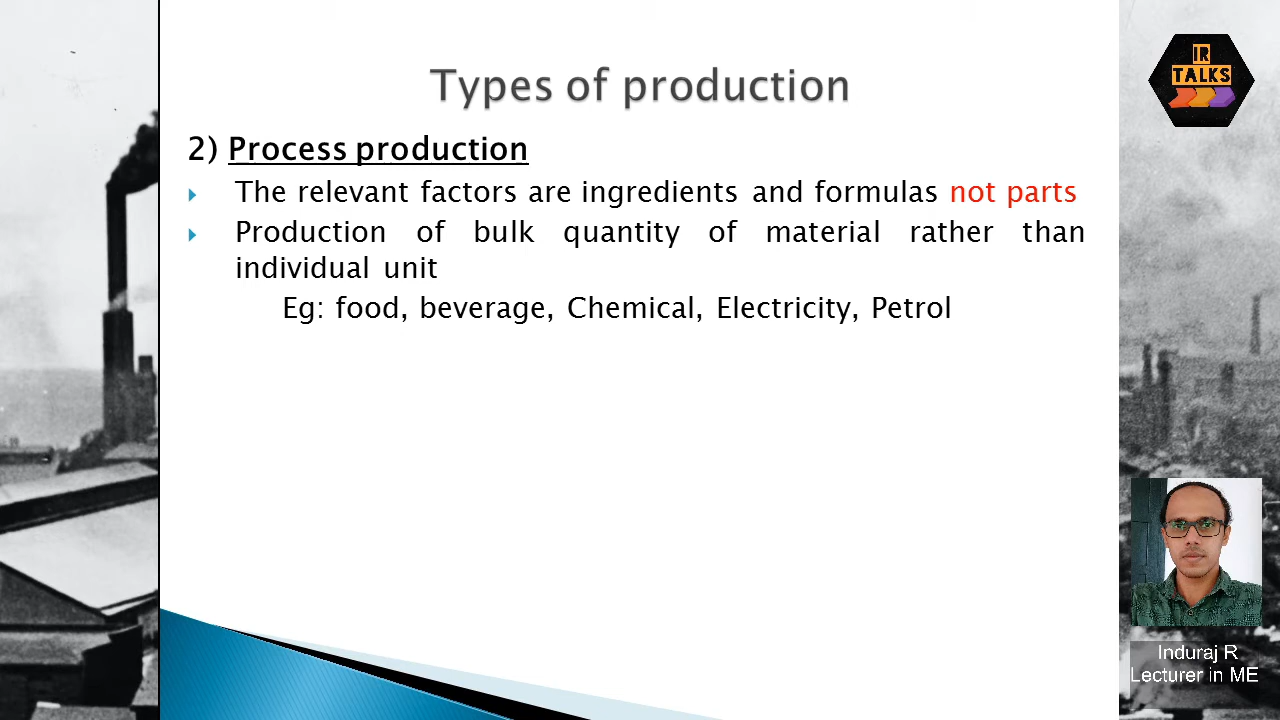 IR
TALKS
Types of production
2) Process production
The relevant factors are ingredients and formulas not parts
Production of bulk quantity of material rather than
individual unit
Eg: food, beverage, Chemical, Electricity, Petrol
Induraj R
Lecturer in ME